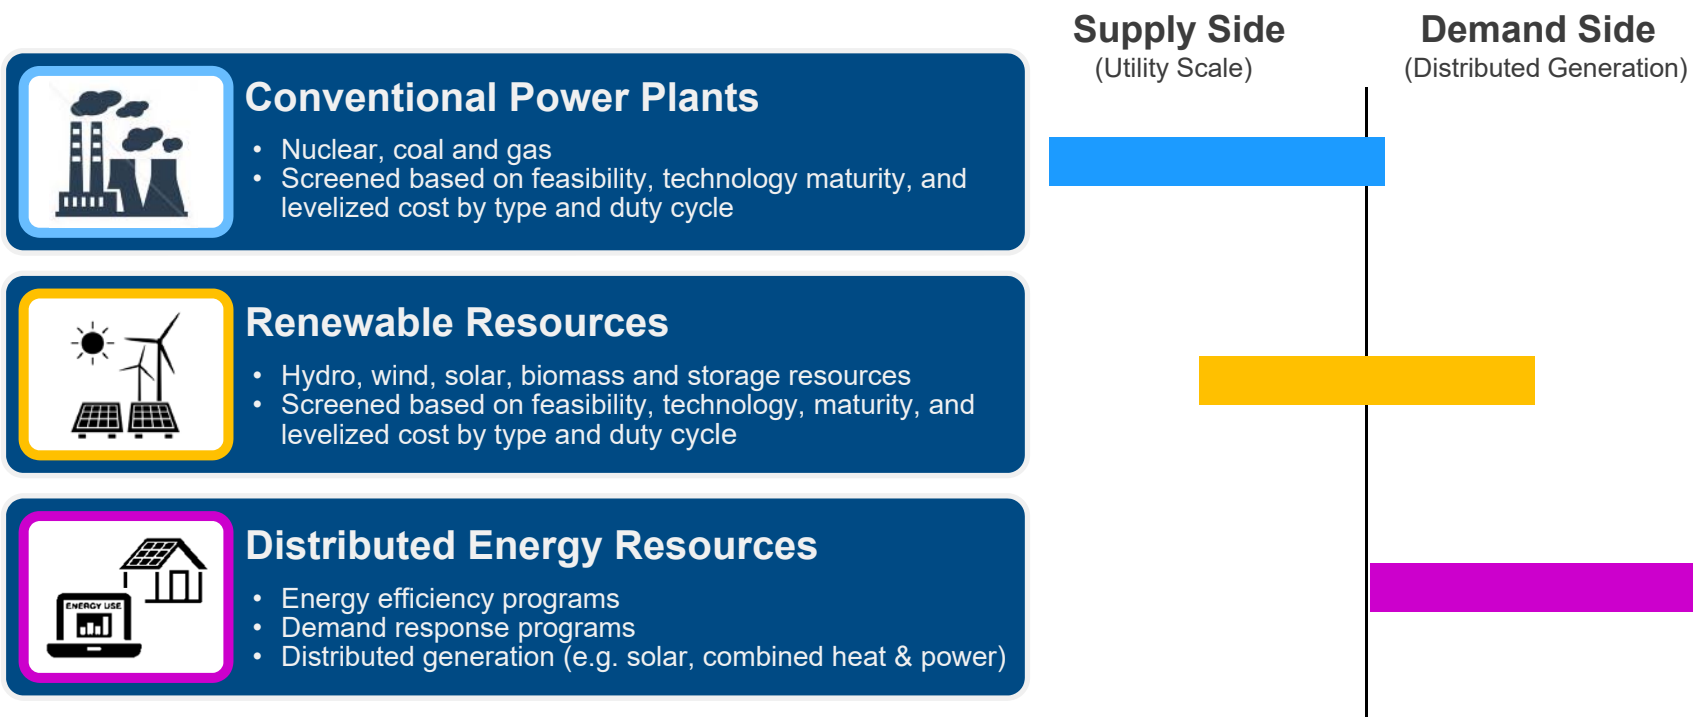 Supply Side
(Utility Scale)
Demand Side
(Distributed Generation)
Conventional Power Plants
• Nuclear, coal and gas
• Screened based on feasibility, technology maturity, and
levelized cost by type and duty cycle
Renewable Resources
• Hydro, wind, solar, biomass and storage resources
• Screened based on feasibility, technology, maturity, and
levelized cost by type and duty cycle
Distributed Energy Resources
ENERGY USE
• Energy efficiency programs
• Demand response programs
• Distributed generation (e.g. solar, combined heat & power)